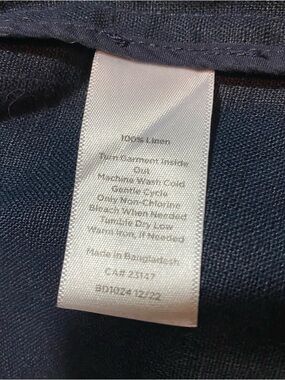 100% Linen
Turn Garment Inside
Out
Machine Wash Cold
Gentle Cycle
Only Non-Chlorine
Bleach When Needed
Tumble Dry Low
Warm Iron, If Needed
Made in Bangladesh
CA# 23147
BD1024 12/22